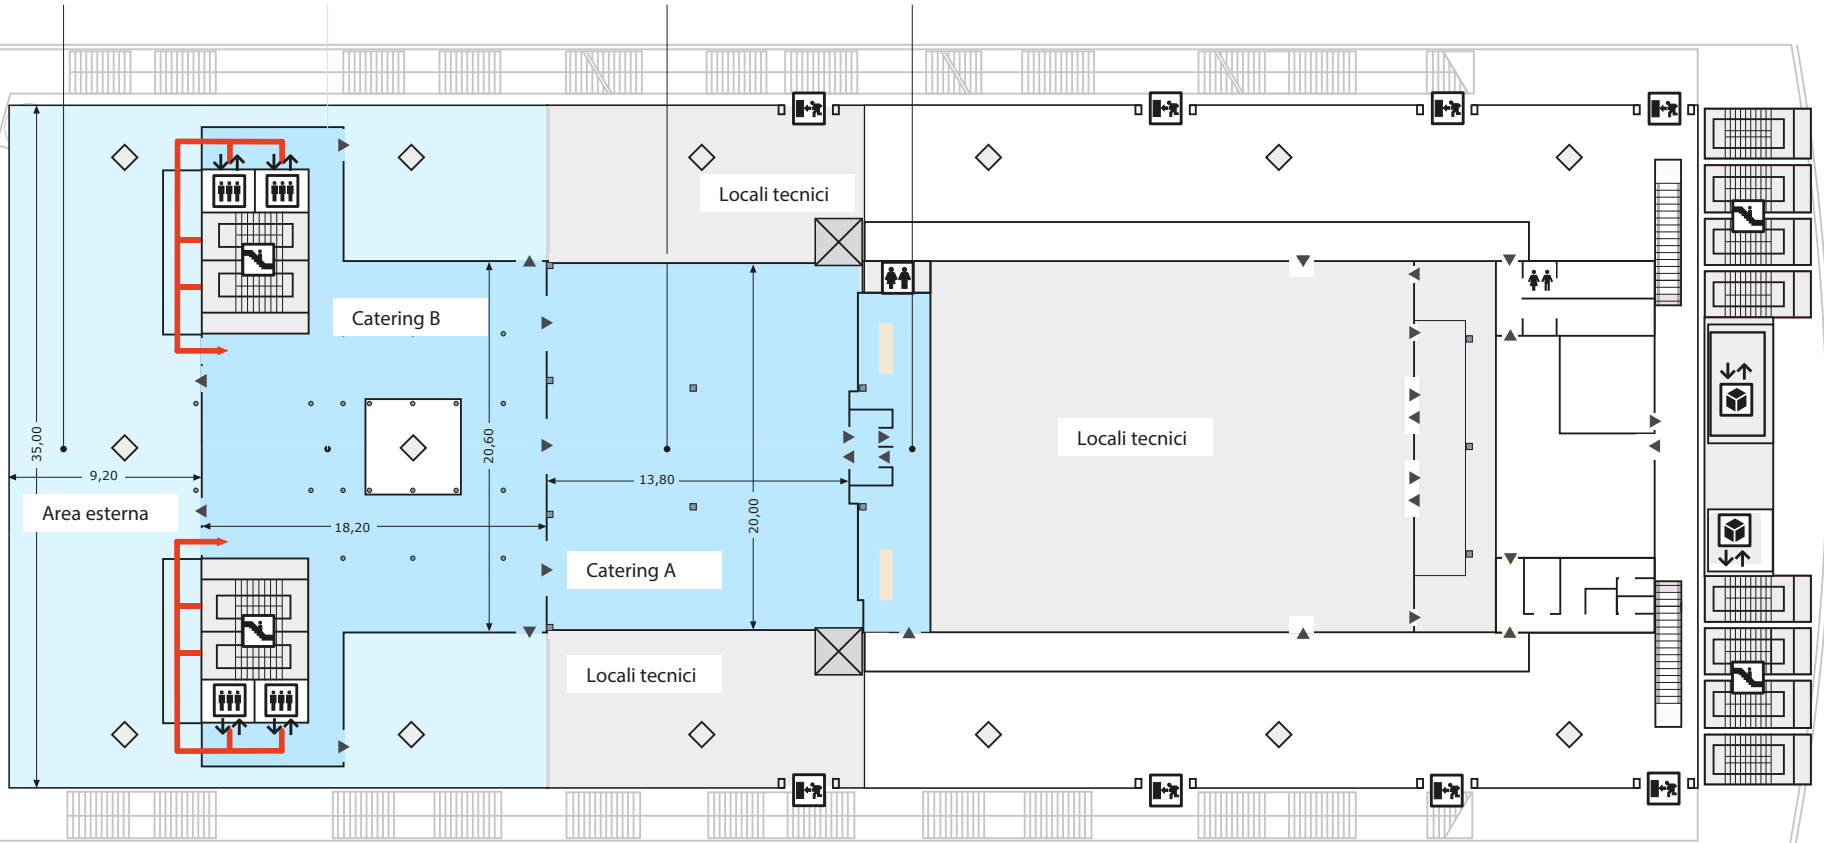 Locali tecnici
Catering B
35,00
20,60
Locali tecnici
9,20
13,80
Area esterna
18,20
20,00
Catering A
Locali tecnici